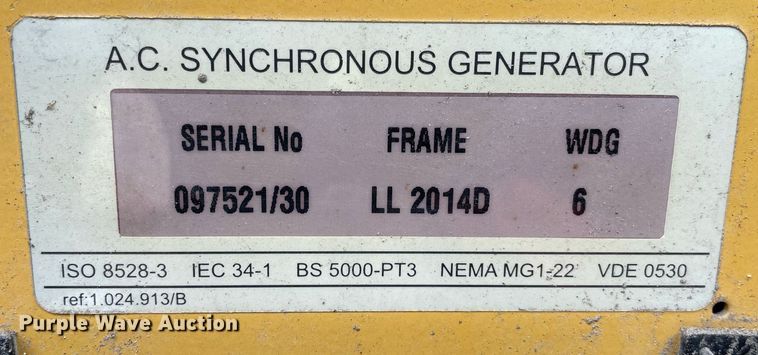 A.C. SYNCHRONOUS GENERATOR
SERIAL No FRAME WDG
097521/30 LL 2014D 6
ISO 8528-3 IEC 34-1 BS 5000-PT3 NEMA MG1-22 VDE 0530
ref:1.024.913/B
Purple Wave Auction